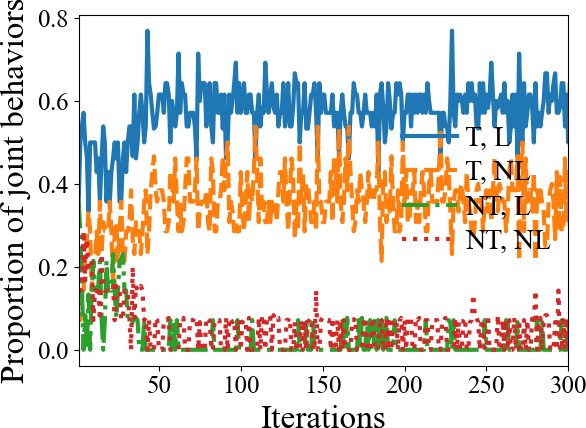 Proportion of joint behaviors
0.8
0.6
0.4
0.2
0.0
T, L
T, NL
NT, L
NT, NL
50
100
150
200
250
300
Iterations